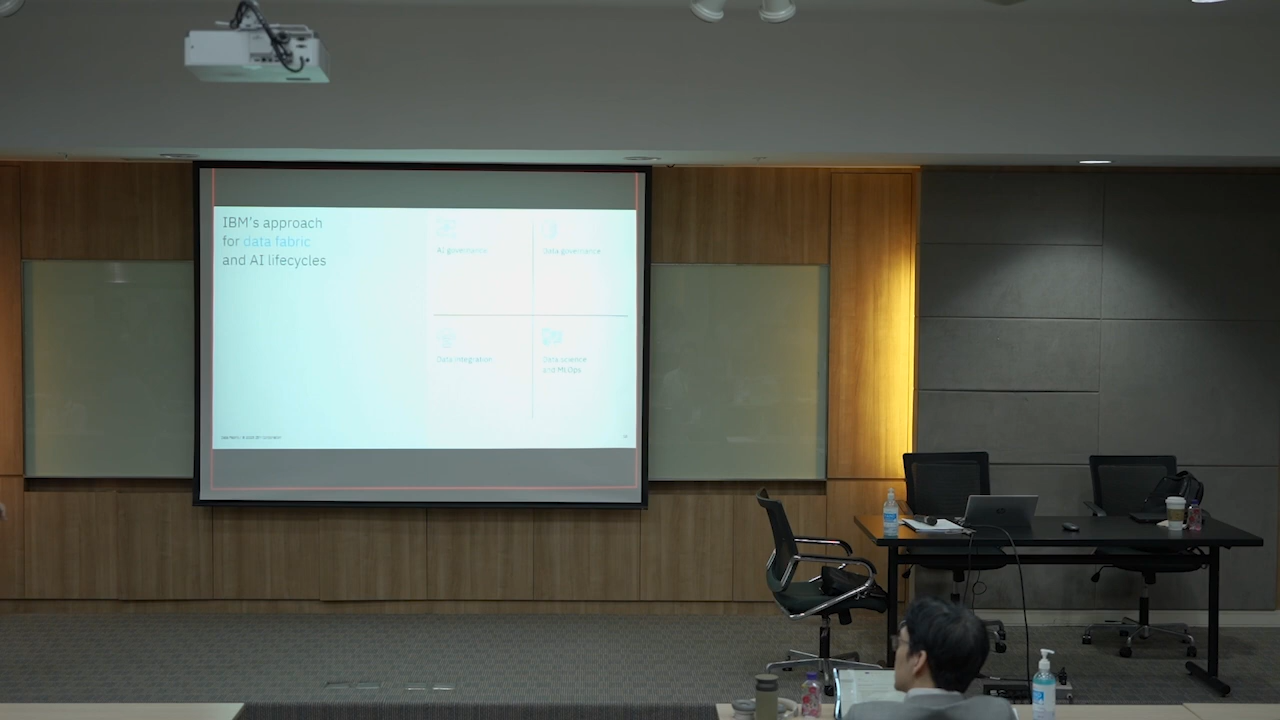 IBM's approach
for data fabric
and AI lifecycles
AI governance
Data governance
Data integration
Data science
and MLOps